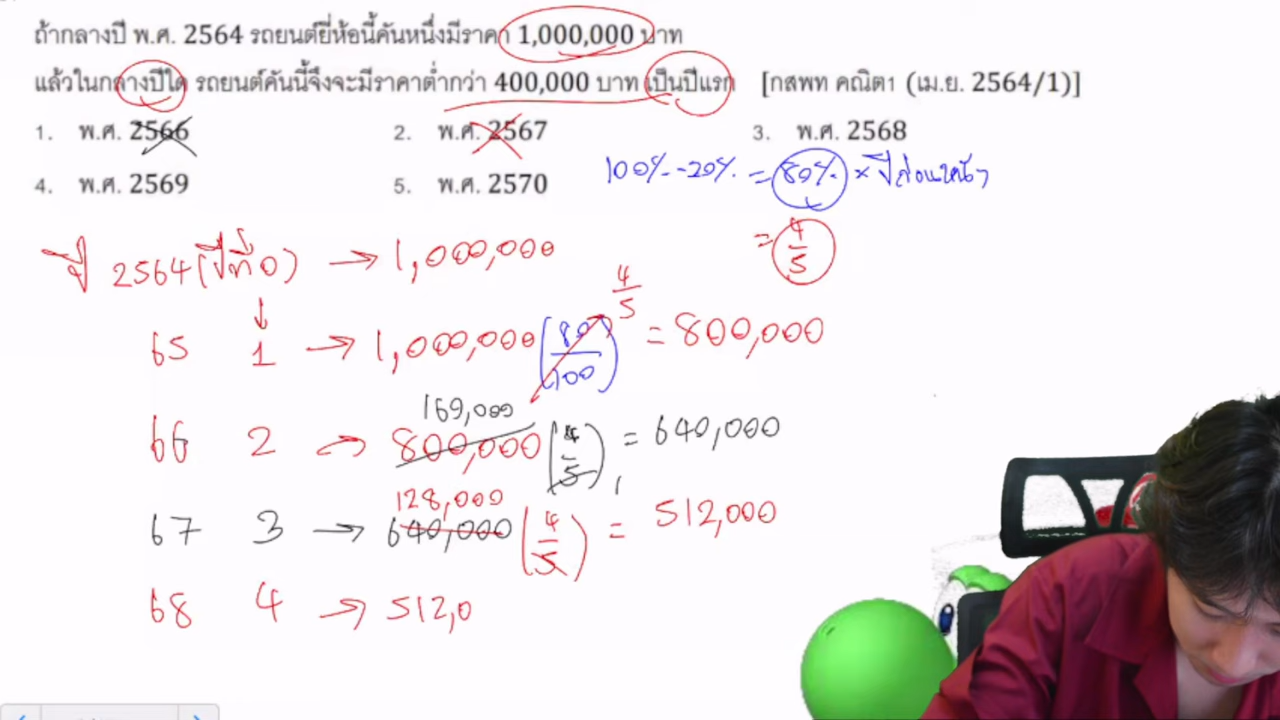 ถ้ากลางปี พ.ศ. 2564 รถยนต์ยี่ห้อนี้คันหนึ่งมีราคา 1,000,000 บาท
แล้วในกลางปีใด รถยนต์คันนี้จึงจะมีราคาต่ำกว่า 400,000 บาท เป็นปีแรก [กสพท คณิต1 (เม.ย. 2564/1)]
1. พ.ศ. 2566 2. พ.ศ. 2567 3. พ.ศ. 2568
4. พ.ศ. 2569 5. พ.ศ. 2570
100% - 20% = 80% × ปีก่อนหน้า
= 4/5
ปี 2564 (ปีที่ 0) → 1,000,000
65 1 → 1,000,000 (80/100) 4/5 = 800,000
169,000
66 2 → 800,000 (4/5) = 640,000
128,000
67 3 → 640,000 (4/5) = 512,000
68 4 → 512,0